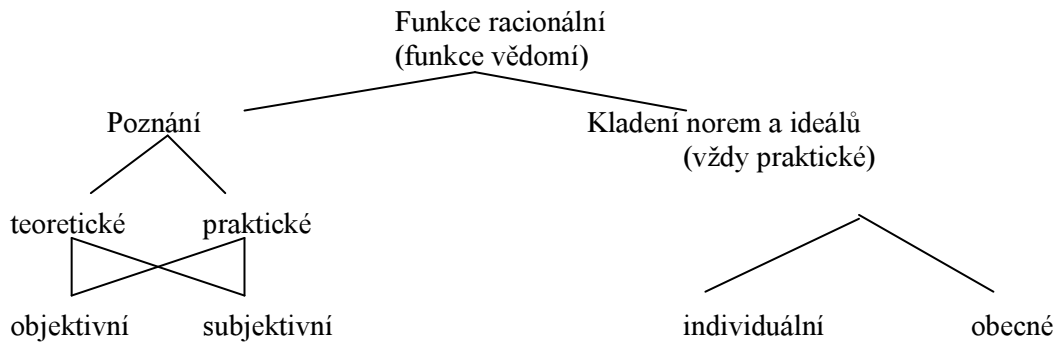 Funkce racionální
(funkce vědomí)
Poznání
Kladení norem a ideálů
(vždy praktické)
teoretické
praktické
objektivní
subjektivní
individuální
obecné